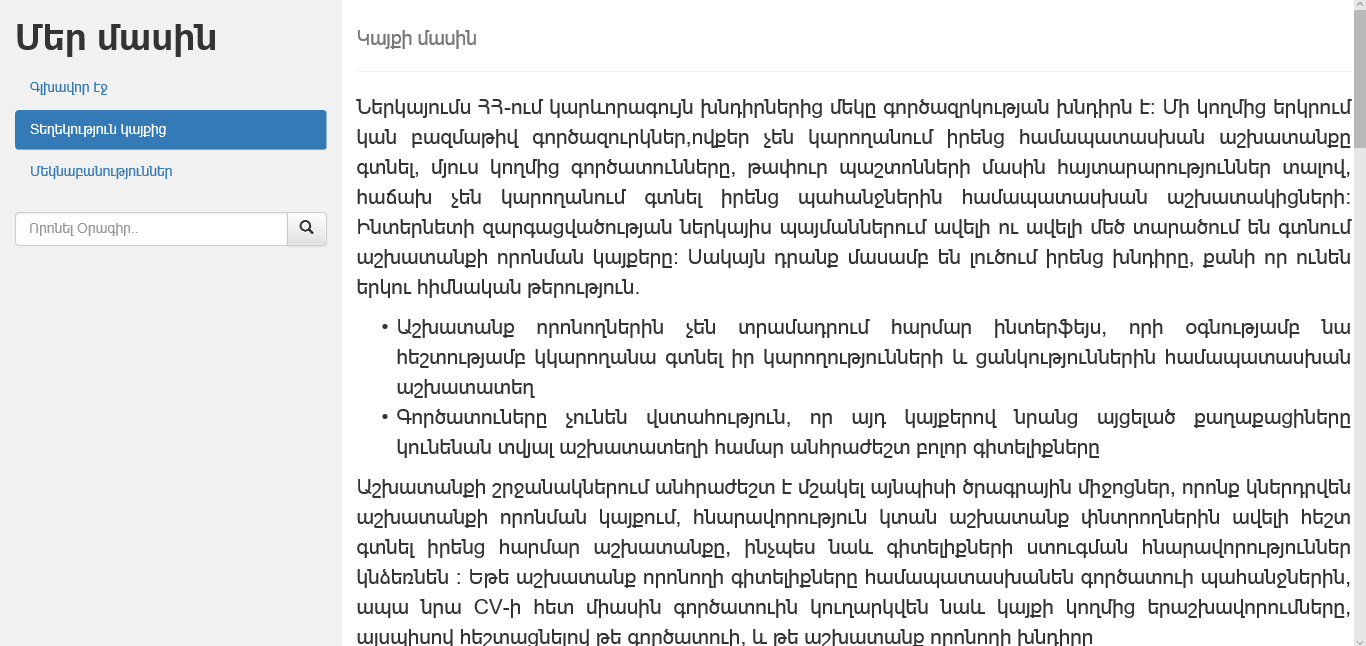 Մեր մասին
Գլխավոր էջ
Տեղեկություն կայքից
Մեկնաբանություններ
Որոնել Օրագիր..
Կայքի մասին
Ներկայումս ՀՀ-ում կարևորագույն խնդիրներից մեկը գործազրկության խնդիրն է: Մի կողմից երկրում
կան բազմաթիվ գործազուրկներ,ովքեր չեն կարողանում իրենց համապատասխան աշխատանքը
գտնել, մյուս կողմից գործատունները, թափուր պաշտոնների մասին հայտարարություններ տալով,
հաճախ չեն կարողանում գտնել իրենց պահանջներին համապատասխան աշխատակիցների:
Ինտերնետի զարգացվածության ներկայիս պայմաններում ավելի ու ավելի մեծ տարածում են գտնում
աշխատանքի որոնման կայքերը: Սակայն դրանք մասամբ են լուծում իրենց խնդիրը, քանի որ ունեն
երկու հիմնական թերություն.
• Աշխատանք որոնողներին չեն տրամադրում հարմար ինտերֆեյս, որի օգնությամբ նա
հեշտությամբ կկարողանա գտնել իր կարողությունների և ցանկություններին համապատասխան
աշխատատեղ
• Գործատուները չունեն վստահություն, որ այդ կայքերով նրանց այցելած քաղաքացիները
կունենան տվյալ աշխատատեղի համար անհրաժեշտ բոլոր գիտելիքները
Աշխատանքի շրջանակներում անհրաժեշտ է մշակել այնպիսի ծրագրային միջոցներ, որոնք կներդրվեն
աշխատանքի որոնման կայքում, հնարավորություն կտան աշխատանք փնտրողներին ավելի հեշտ
գտնել իրենց հարմար աշխատանքը, ինչպես նաև գիտելիքների ստուգման հնարավորություններ
կնձեռնեն : Եթե աշխատանք որոնողի գիտելիքները համապատասխանեն գործատուի պահանջներին,
ապա նրա CV-ի հետ միասին գործատուին կուղարկվեն նաև կայքի կողմից երաշխավորումները,
այսպիսով հեշտացնելով թե գործատուի, և թե աշխատանք որոնողի խնդիրը